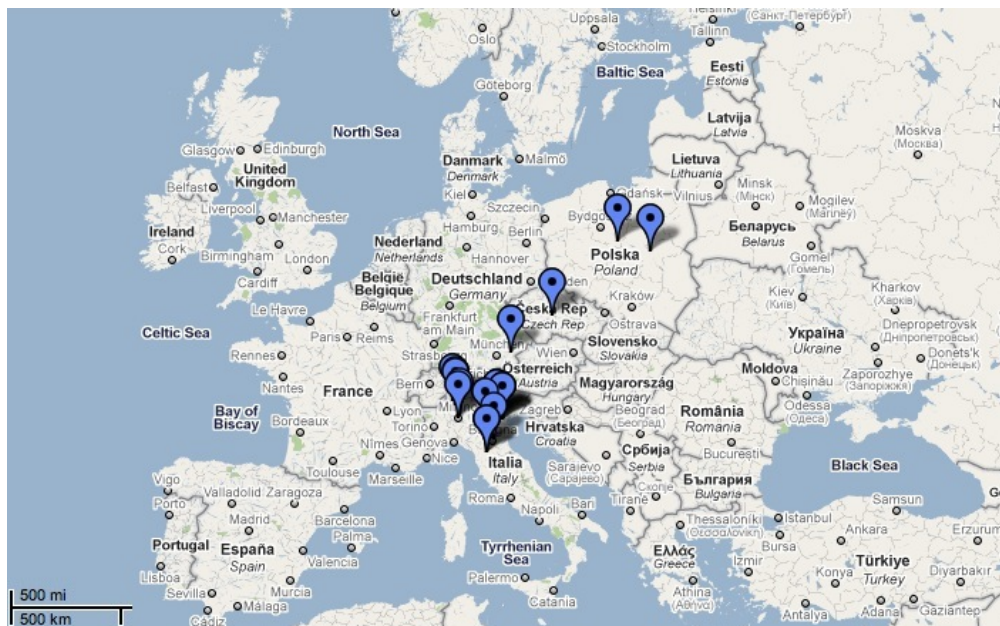 Oslo
Uppsala
(Санкт-Петербург)
Stockholm
Tallinn
Baltic Sea
Eesti
Estonia
Göteborg
Latvija
Latvia
North Sea
Moskva
(Москва)
Glasgow
Edinburgh
United
Kingdom
Danmark
Denmark
Malmö
Lietuva
Lithuania
Belfast
Kiel
Gdańsk
Vilnius
Minsk
(Мінск)
Mogilev
(Магілёў)
Liverpool
Manchester
Szczecin
Hamburg
Bydgo
Беларусь
Belarus
Ireland
Cork
Birmingham
London
Cardiff
Nederland
Netherlands
Berlin
Hannover
Polska
Poland
Gomel
(Гомель)
België
Belgique
Belgium
Deutschland
Germany
den
Kraków
Kiev
(Київ)
Kharkov
(Харків)
Le Havre
Frankfurt
am Main
Česká Rep
Czech Rep
Ostrava
Celtic Sea
Paris
Reims
Україна
Ukraine
Dnepropetrovsk
(Дніпропетровськ)
Rennes
Strasbourg
München
Wien
Slovensko
Slovakia
Donets'k
(Донецьк)
Nantes
France
Bern
Österreich
Austria
Magyarország
Hungary
Moldova
Chișinău
Zaporozhye
(Запоріжжя)
Bay of
Biscay
Lyon
Torino
Zagreb
România
Romania
Odessa
(Одеса)
Bordeaux
Nîmes
Genova
Nice
Hrvatska
Croatia
Beograd
(Београд)
Toulouse
Marseille
Italia
Italy
Sarajevo
(Сарајево)
Србија
Serbia
București
Black Sea
Vigo
Porto
Valladolid
Zaragoza
Roma
Скопје
България
Bulgaria
Samsun
Madrid
Barcelona
Napoli
Bari
Tiranë
Thessaloniki
(Θεσσαλονίκη)
Istanbul
Ankara
Erzurum
Portugal
España
Spain
Palma
Valencia
Tyrrhenian
Sea
Ελλάς
Greece
Bursa
Izmir
Türkiye
Turkey
Lisboa
Palermo
Catania
Athina
(Αθήνα)
Konya
Diyarbakır
Sevilla
Murcia
Málaga
Cádiz
Antalya
Adana
Gaziantep
500 mi
500 km